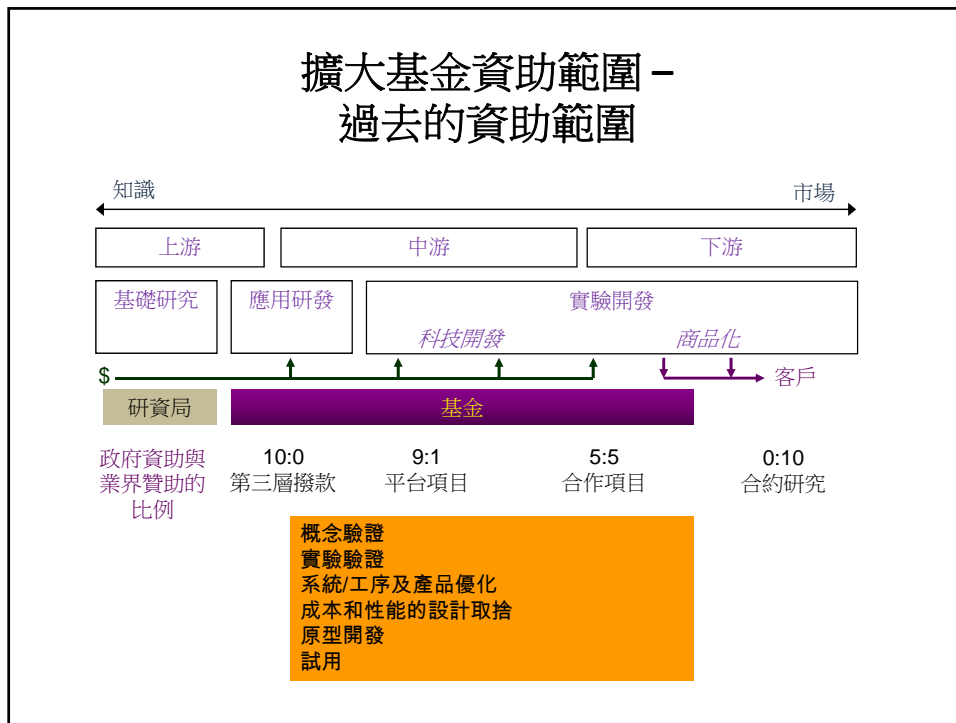 擴大基金資助範圍 –
過去的資助範圍
知識
市場
上游
中游
下游
基礎研究
應用研發
實驗開發
科技開發
商品化
$
客戶
研資局
基金
政府資助與
業界贊助的
比例
10:0
第三層撥款
9:1
平台項目
5:5
合作項目
0:10
合約研究
概念驗證
實驗驗證
系統/工序及產品優化
成本和性能的設計取捨
原型開發
試用